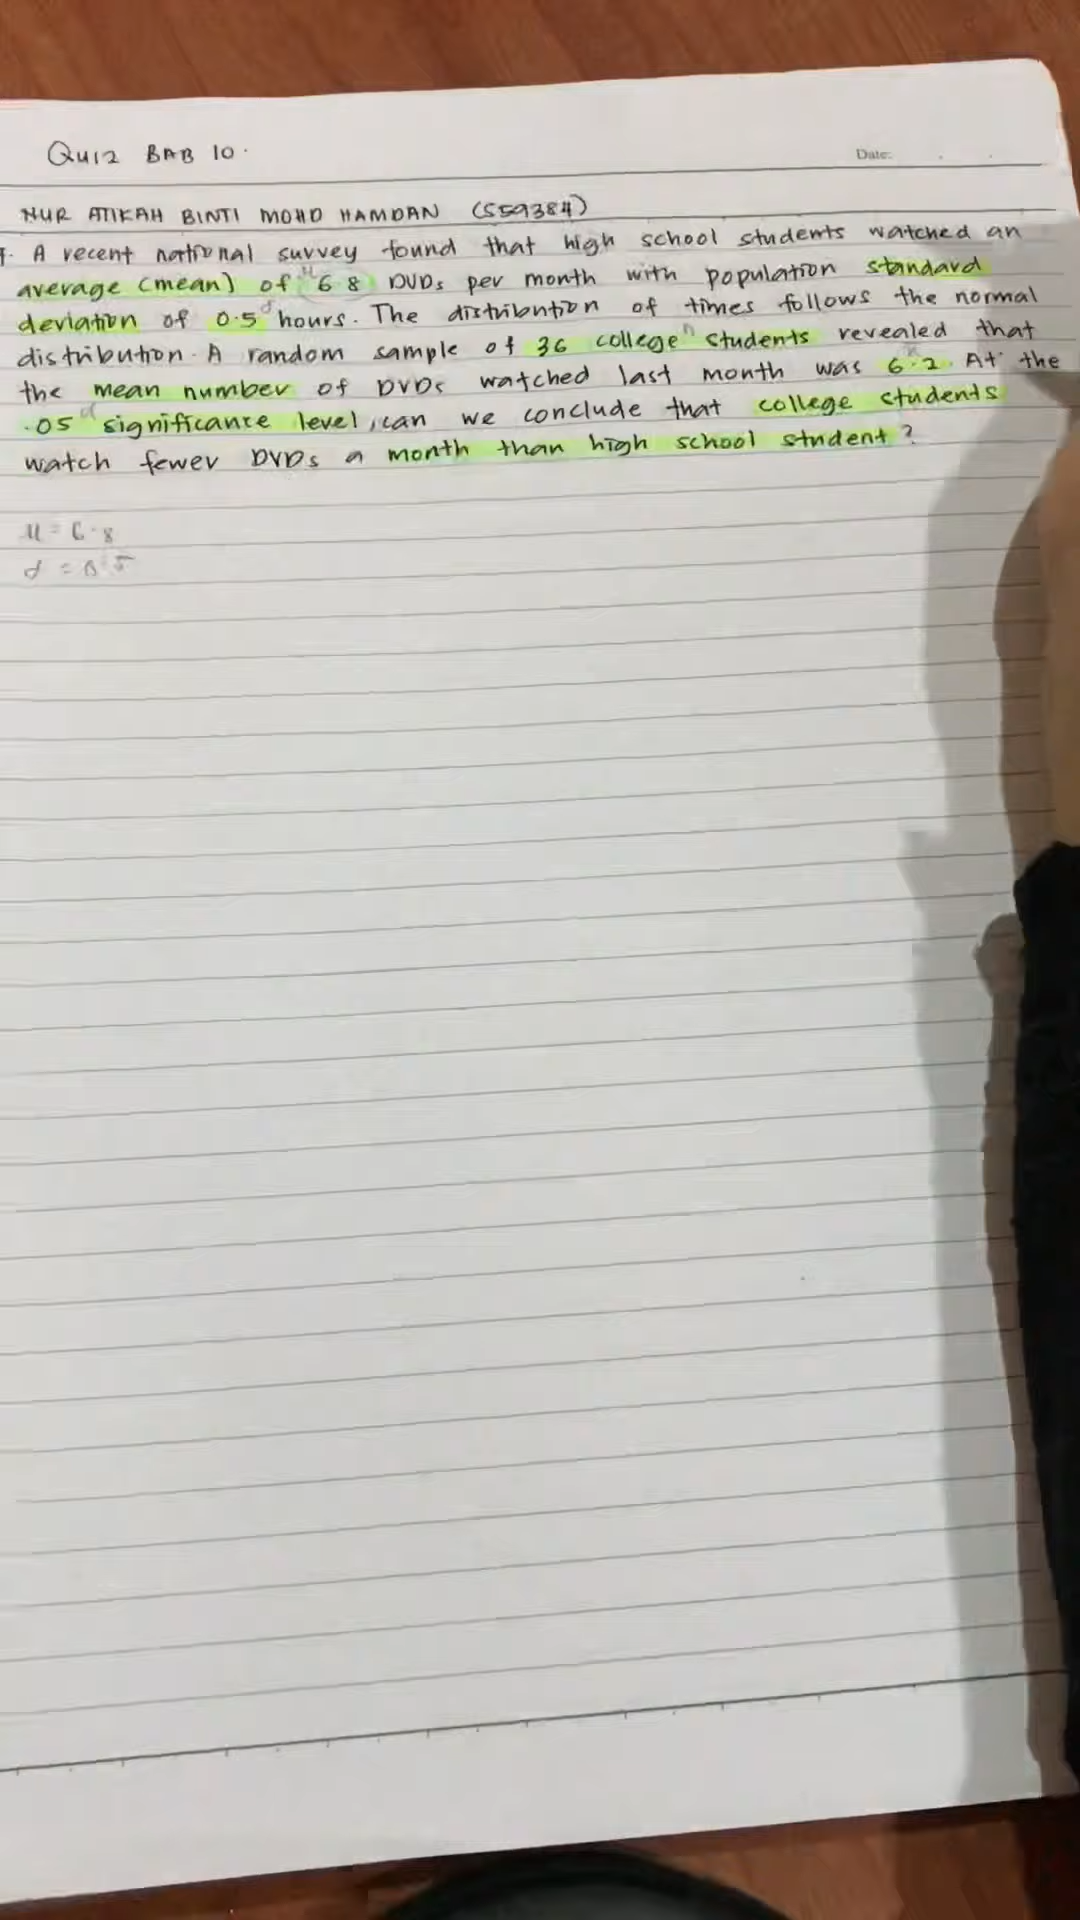 Quiz BAB 10.
Date:
NUR ATIKAH BINTI MOHD HAMDAN (S59384)
A recent national survey found that high school students watched an
average (mean) of 6.8 DVDs per month with population standard
deviation of 0.5 hours. The distribution of times follows the normal
distribution. A random sample of 36 college students revealed that
the mean number of DVDs watched last month was 6.2. At the
.05 significance level, can we conclude that college students
watch fewer DVDs a month than high school student?
μ = 6.8
σ = 0.5